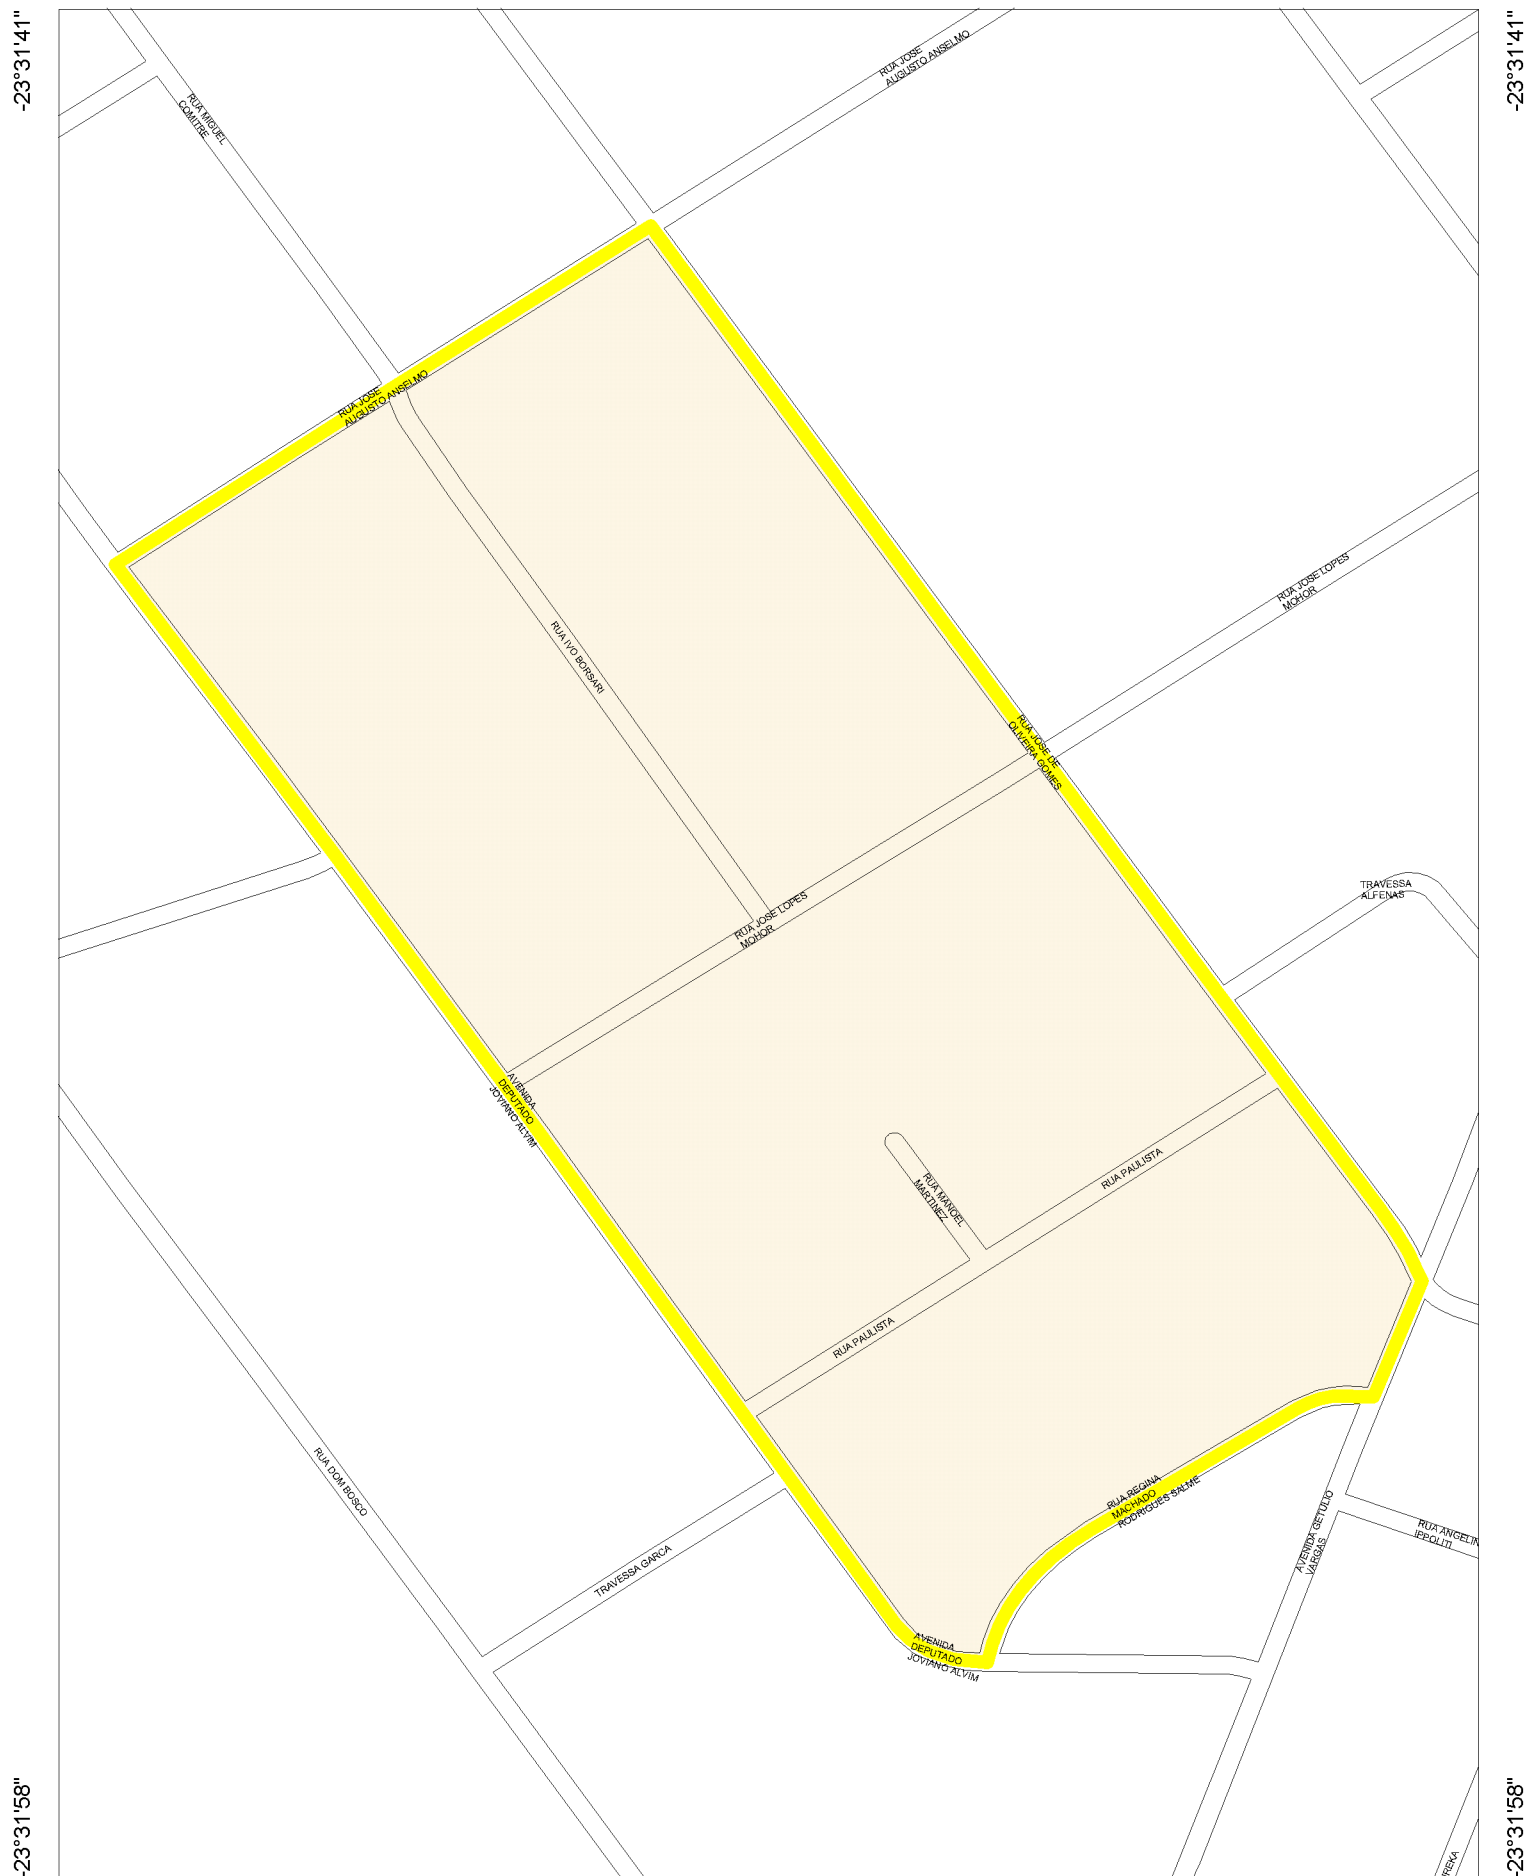 -23°31'41"
-23°31'41"
RUA JOSE
AUGUSTO ANSELMO
RUA MIGUEL
COMITRE
RUA JOSE
AUGUSTO ANSELMO
RUA JOSE LOPES
MOHOR
RUA IVO BORSARI
RUA JOSE DE
OLIVEIRA GOMES
TRAVESSA
ALFENAS
RUA JOSE LOPES
MOHOR
AVENIDA
DEPUTADO
JOVIANO ALVIM
RUA PAULISTA
RUA MANOEL
MARTINEZ
RUA PAULISTA
RUA DOM BOSCO
RUA REGINA
MACHADO
RODRIGUES SALME
AVENIDA GETULIO
VARGAS
RUA ANGELIN
IPPOLITI
TRAVESSA GARCA
AVENIDA
DEPUTADO
JOVIANO ALVIM
-23°31'58"
-23°31'58"
REKA